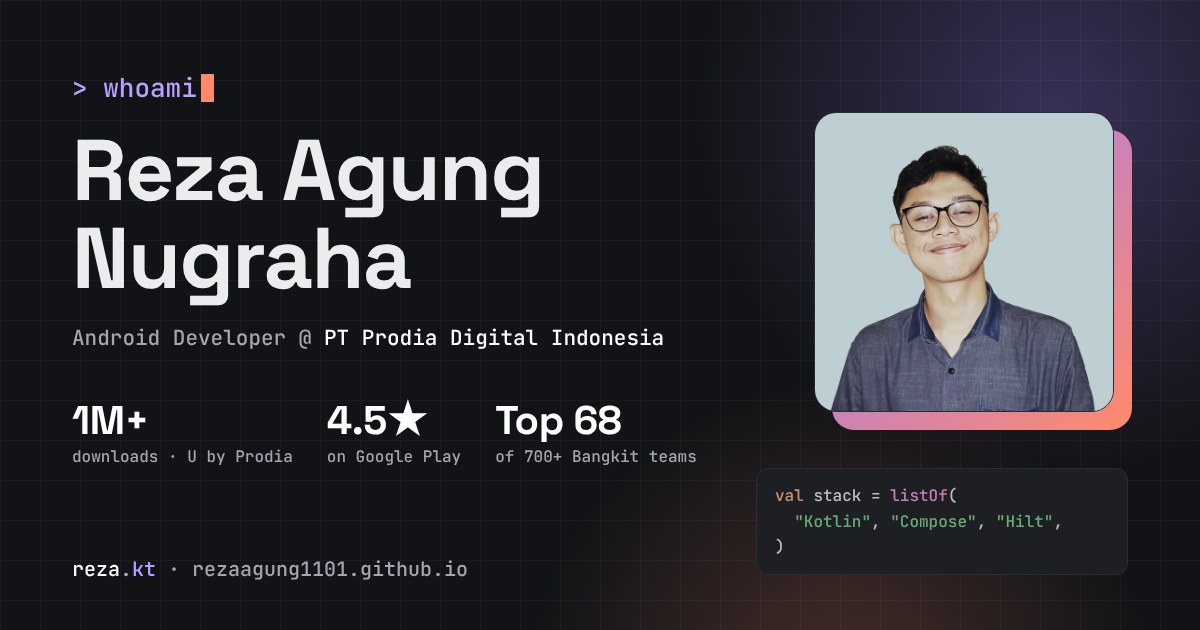 > whoami
Reza Agung
Nugraha
Android Developer @ PT Prodia Digital Indonesia
1M+
downloads · U by Prodia
4.5★
on Google Play
Top 68
of 700+ Bangkit teams
val stack = listOf(
"Kotlin", "Compose", "Hilt",
)
reza.kt · rezaagung1101.github.io